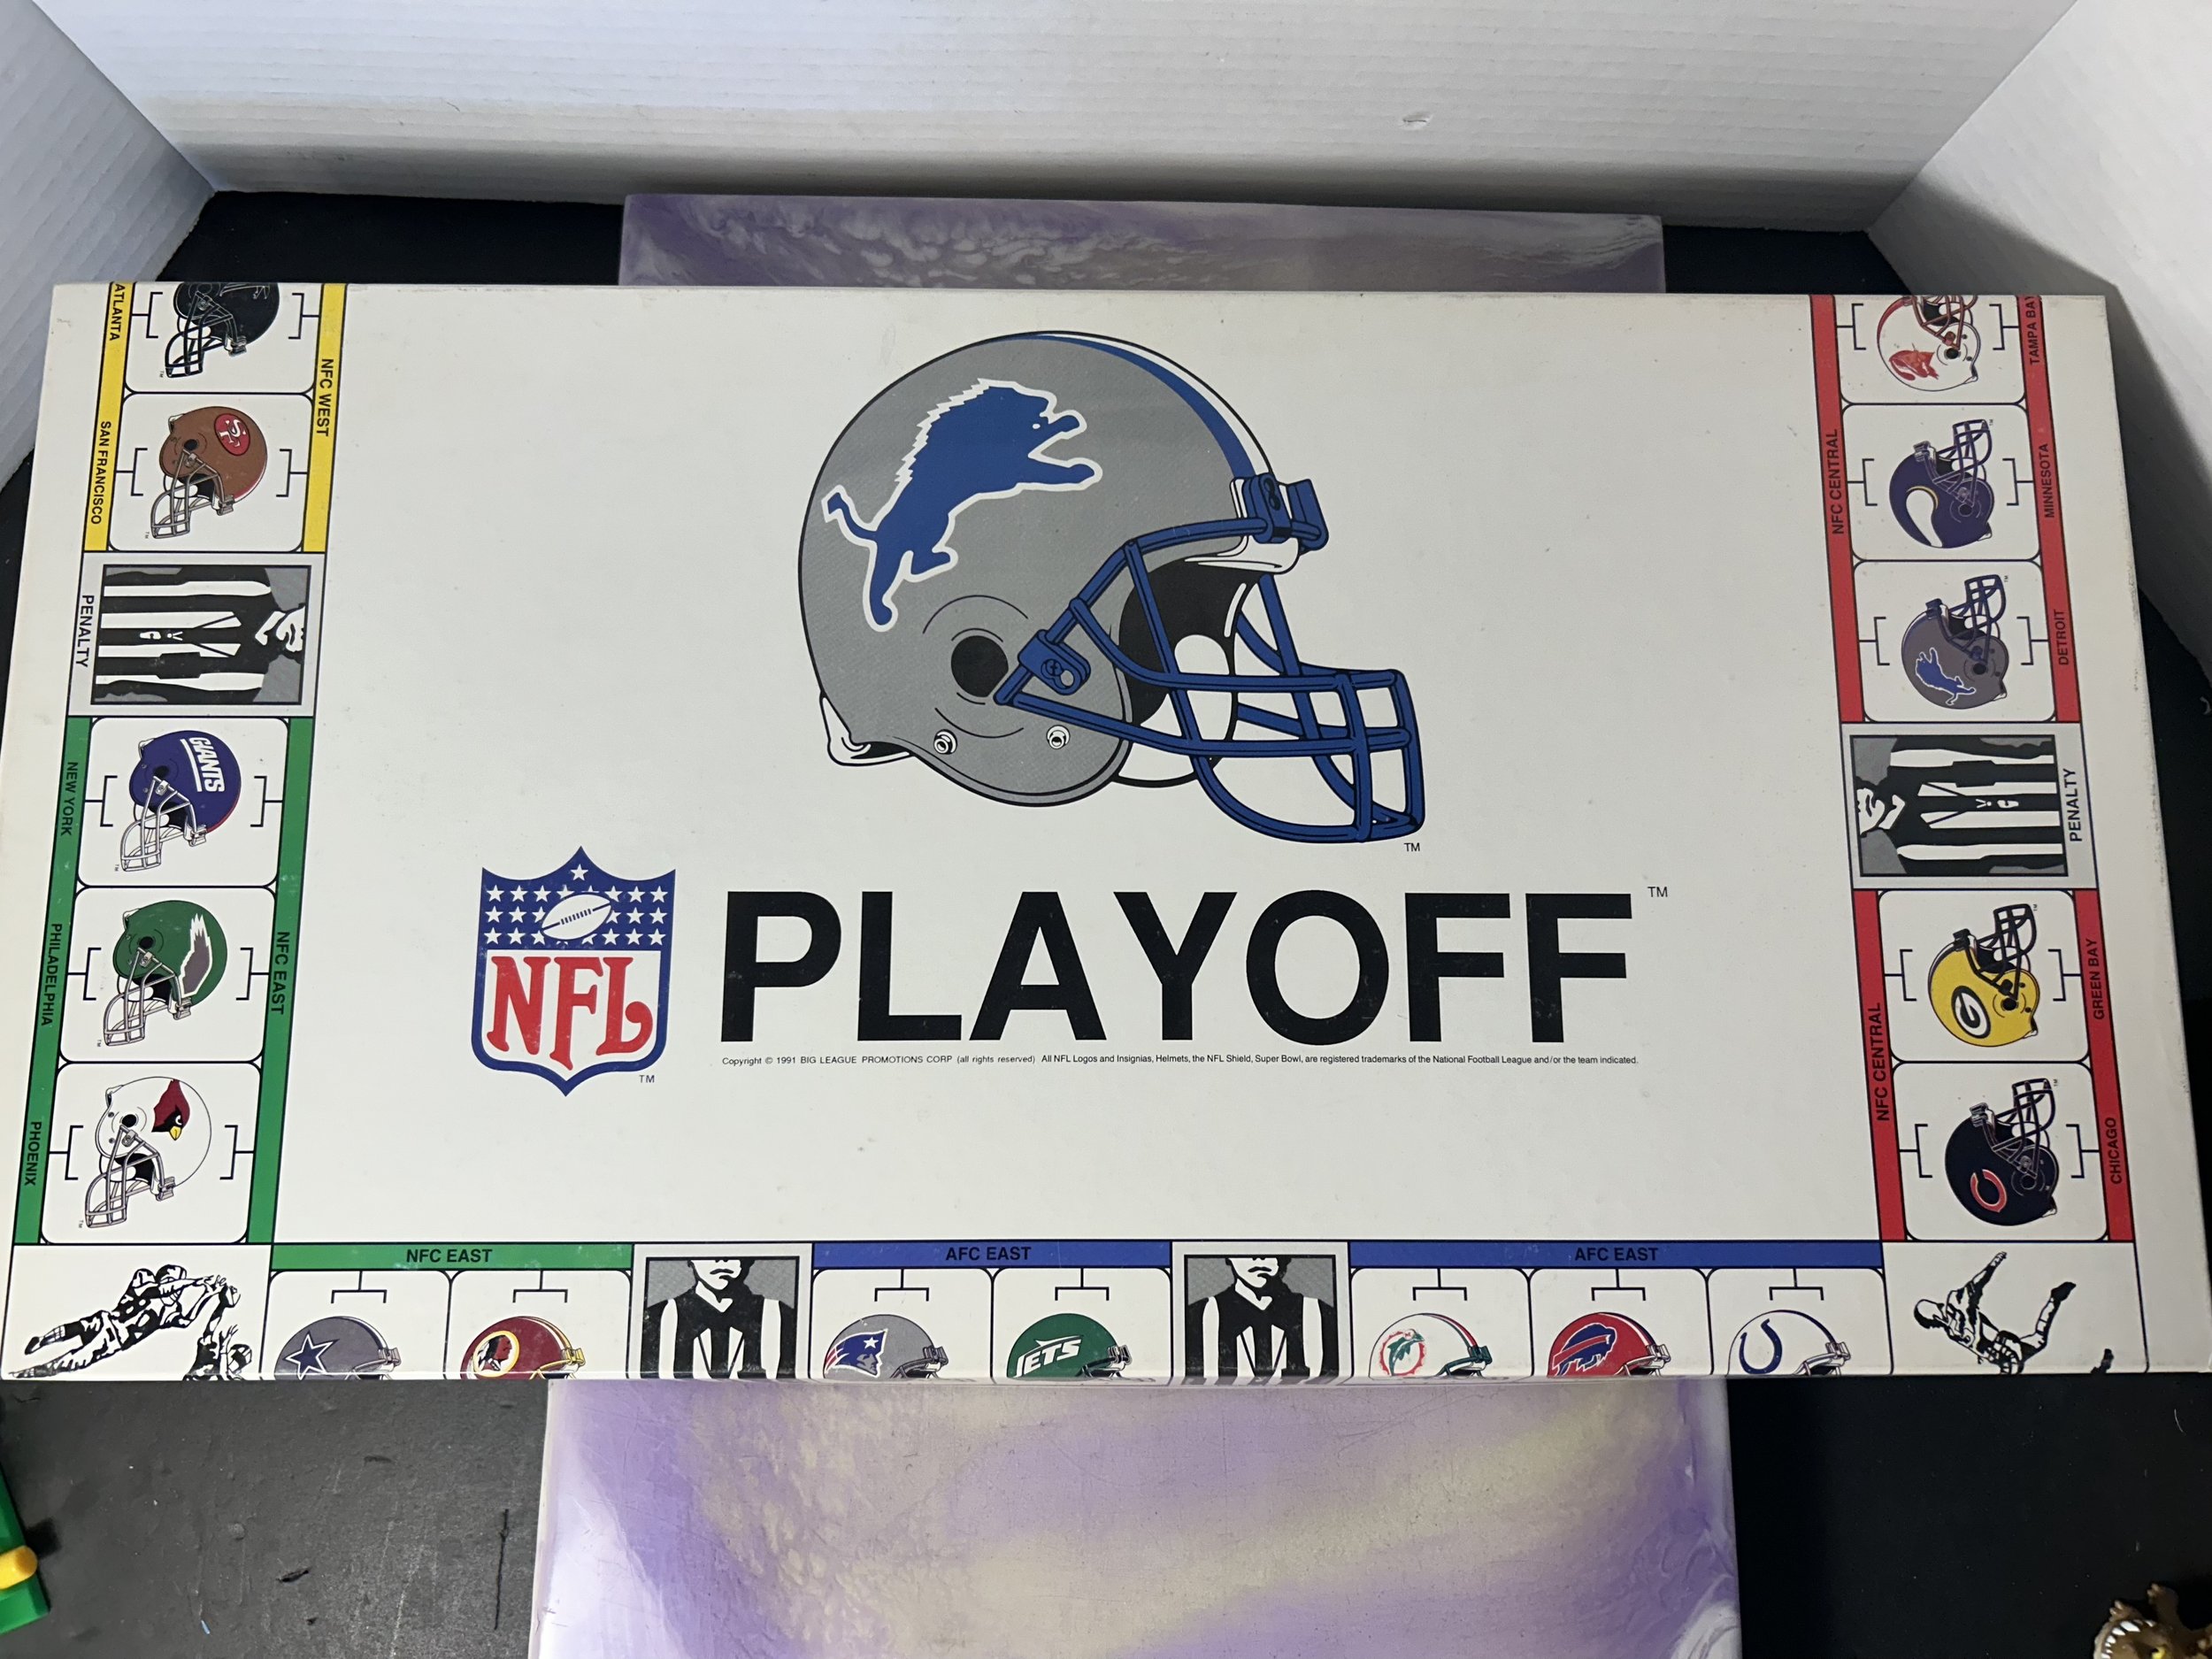 ATLANTA
SAN FRANCISCO
NFC WEST
PENALTY
NEW YORK
GIANTS
PHILADELPHIA
PHOENIX
NFC EAST
SF
TAMPA BAY
MINNESOTA
DETROIT
NFC CENTRAL
PENALTY
GREEN BAY
G
CHICAGO
C
NFC CENTRAL
TM
NFL
TM
PLAYOFF
TM
Copyright © 1991 BIG LEAGUE PROMOTIONS CORP (all rights reserved) All NFL Logos and Insignias, Helmets, the NFL Shield, Super Bowl, are registered trademarks of the National Football League and/or the team indicated.
NFC EAST
AFC EAST
AFC EAST
JETS